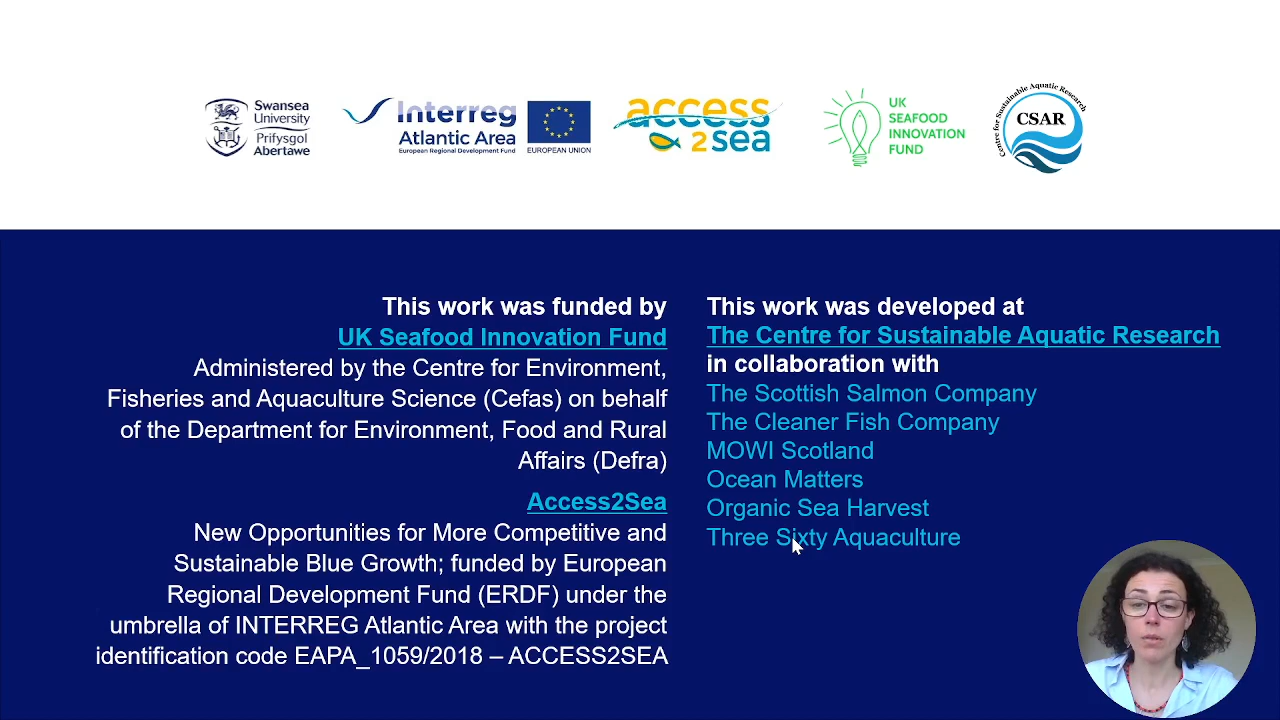 Swansea
University
Prifysgol
Abertawe
Interreg
Atlantic Area
European Regional Development Fund
EUROPEAN UNION
access
2sea
UK
SEAFOOD
INNOVATION
FUND
Centre for Sustainable Aquatic Research
CSAR
This work was funded by
UK Seafood Innovation Fund
Administered by the Centre for Environment,
Fisheries and Aquaculture Science (Cefas) on behalf
of the Department for Environment, Food and Rural
Affairs (Defra)
Access2Sea
New Opportunities for More Competitive and
Sustainable Blue Growth; funded by European
Regional Development Fund (ERDF) under the
umbrella of INTERREG Atlantic Area with the project
identification code EAPA_1059/2018 – ACCESS2SEA
This work was developed at
The Centre for Sustainable Aquatic Research
in collaboration with
The Scottish Salmon Company
The Cleaner Fish Company
MOWI Scotland
Ocean Matters
Organic Sea Harvest
Three Sixty Aquaculture